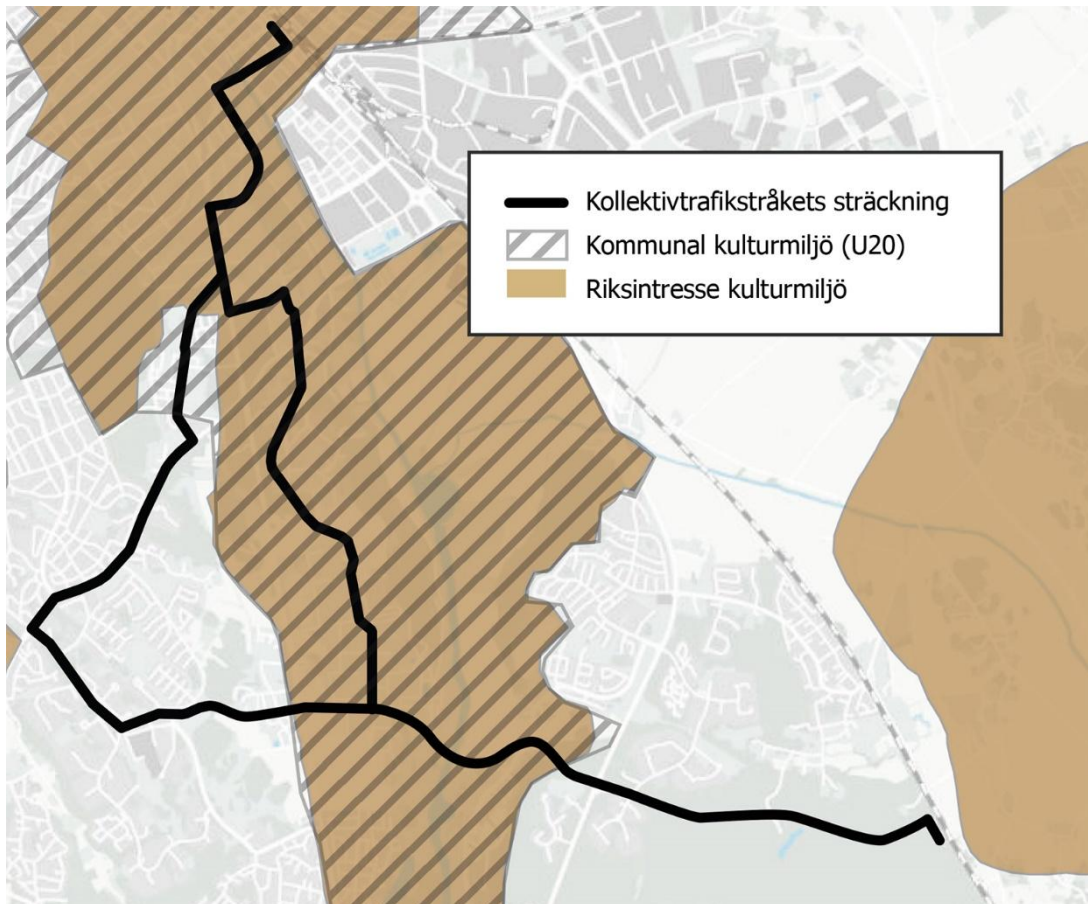 Kollektivtrafikstråkets sträckning
Kommunal kulturmiljö (U20)
Riksintresse kulturmiljö